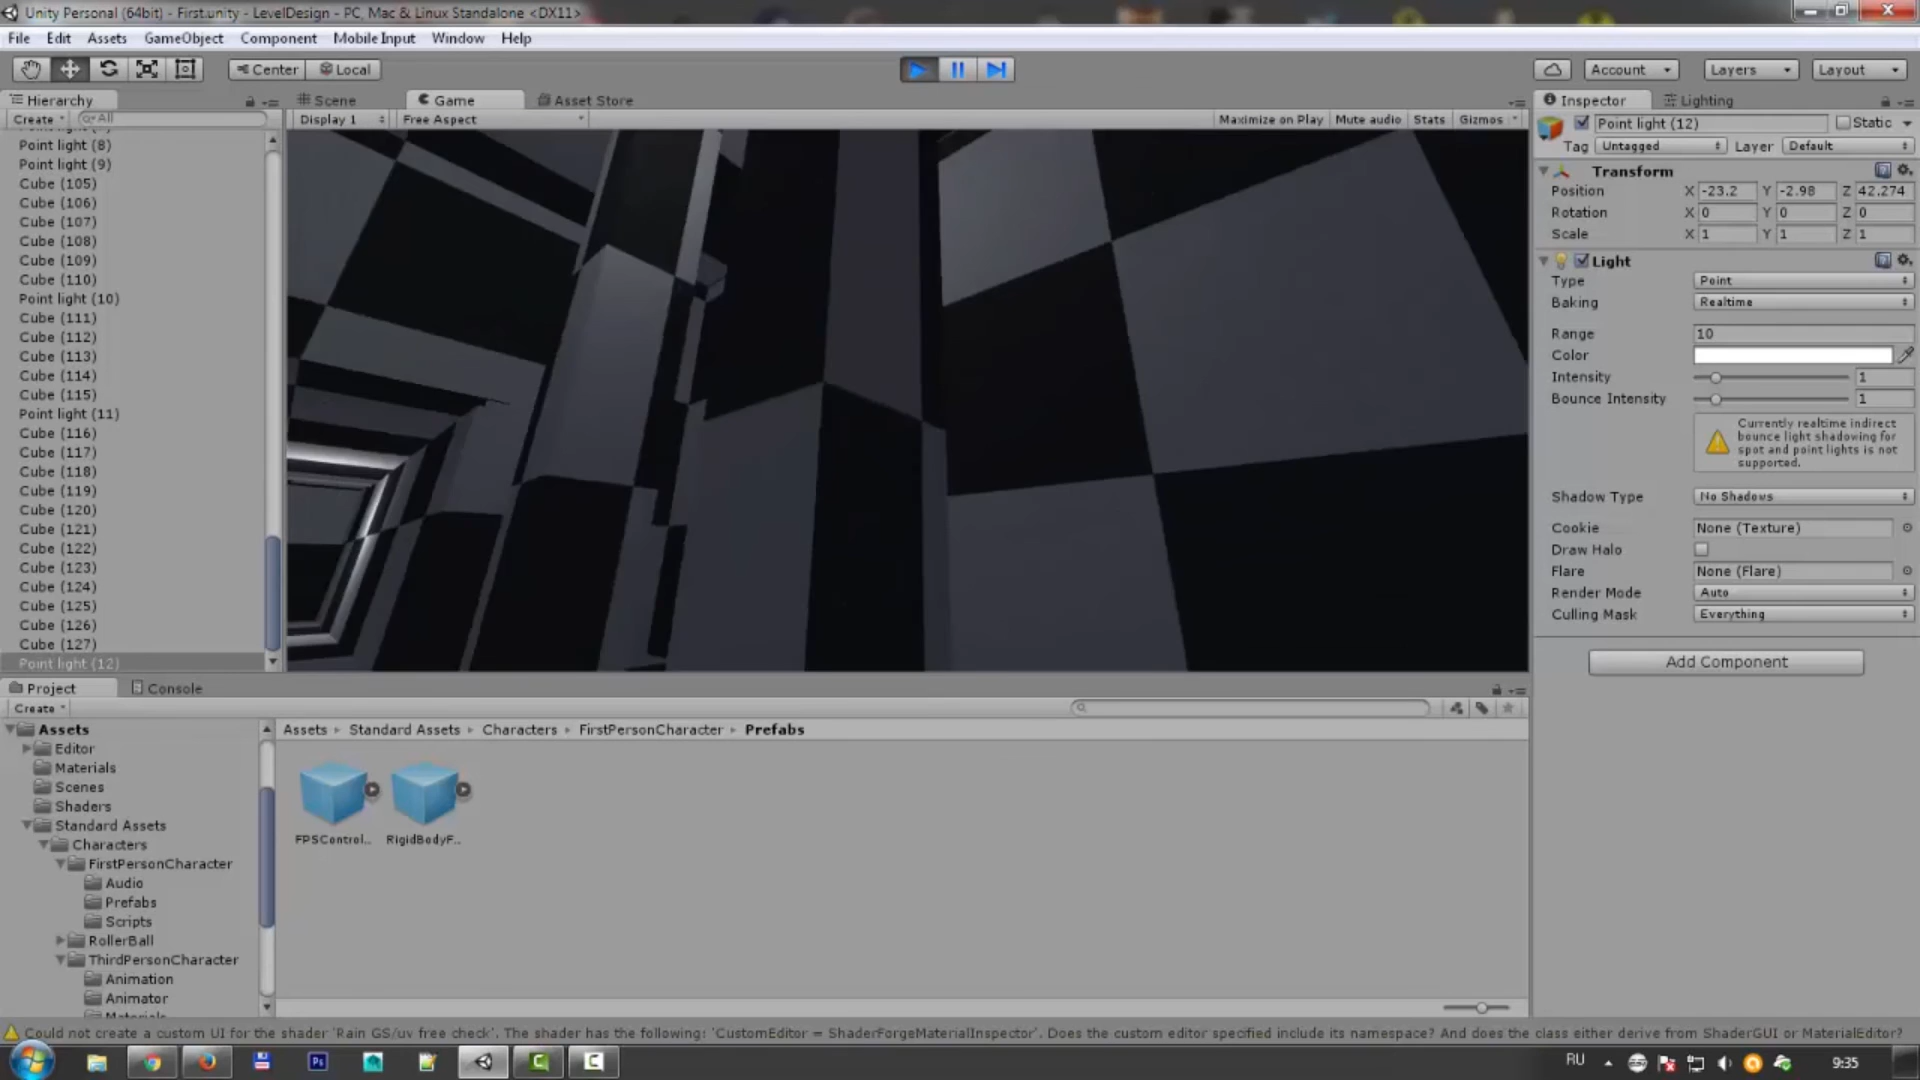 Unity Personal (64bit) - First.unity - LevelDesign - PC, Mac & Linux Standalone <DX11>
File Edit Assets GameObject Component Mobile Input Window Help
Center Local Account Layers Layout
Hierarchy Scene Game Asset Store Inspector Lighting
Create All Display 1 Free Aspect Maximize on Play Mute audio Stats Gizmos
Point light (8)
Point light (9)
Cube (105)
Cube (106)
Cube (107)
Cube (108)
Cube (109)
Cube (110)
Point light (10)
Cube (111)
Cube (112)
Cube (113)
Cube (114)
Cube (115)
Point light (11)
Cube (116)
Cube (117)
Cube (118)
Cube (119)
Cube (120)
Cube (121)
Cube (122)
Cube (123)
Cube (124)
Cube (125)
Cube (126)
Cube (127)
Point light (12)
Point light (12) Static
Tag Untagged Layer Default
Transform
Position X -23.2 Y -2.98 Z 42.274
Rotation X 0 Y 0 Z 0
Scale X 1 Y 1 Z 1
Light
Type Point
Baking Realtime
Range 10
Color
Intensity 1
Bounce Intensity 1
Currently realtime indirect
bounce light shadowing for
spot and point lights is not
supported.
Shadow Type No Shadows
Cookie None (Texture)
Draw Halo
Flare None (Flare)
Render Mode Auto
Culling Mask Everything
Add Component
Project Console
Create
Assets
Editor
Materials
Scenes
Shaders
Standard Assets
Characters
FirstPersonCharacter
Audio
Prefabs
Scripts
RollerBall
ThirdPersonCharacter
Animation
Animator
Assets Standard Assets Characters FirstPersonCharacter Prefabs
FPSControl.. RigidBodyF..
Could not create a custom UI for the shader 'Rain GS/uv free check'. The shader has the following: 'CustomEditor = ShaderForgeMaterialInspector'. Does the custom editor specified include its namespace? And does the class either derive from ShaderGUI or MaterialEditor?
Ps RU 9:35